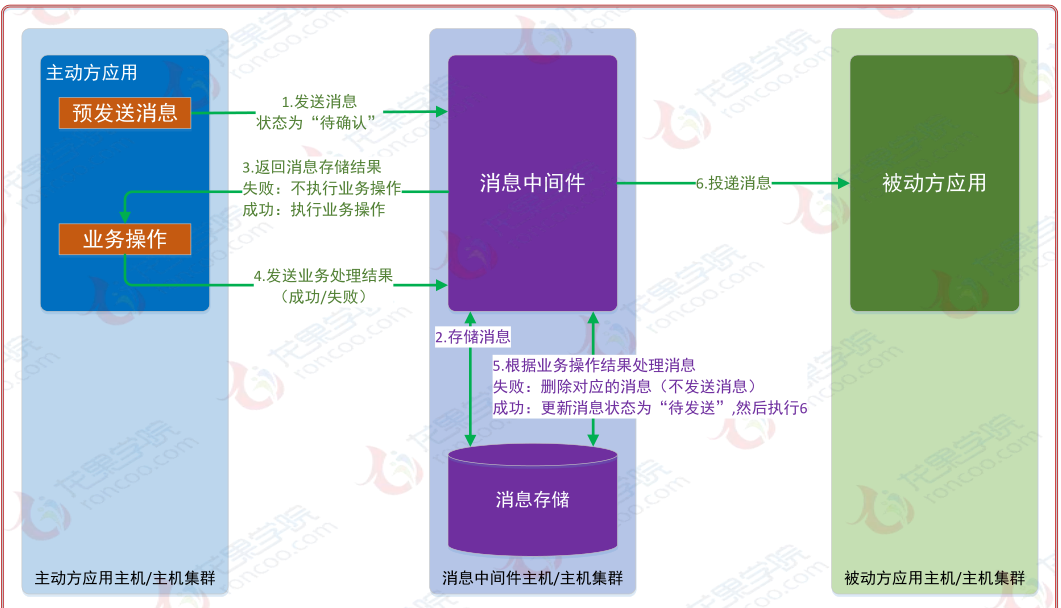 主动方应用
预发送消息
1.发送消息
状态为“待确认”
3.返回消息存储结果
失败：不执行业务操作
成功：执行业务操作
业务操作
4.发送业务处理结果
（成功/失败）
消息中间件
6.投递消息
被动方应用
2.存储消息
5.根据业务操作结果处理消息
失败：删除对应的消息（不发送消息）
成功：更新消息状态为“待发送”,然后执行6
消息存储
主动方应用主机/主机集群
消息中间件主机/主机集群
被动方应用主机/主机集群
龙果学院
roncoo.com